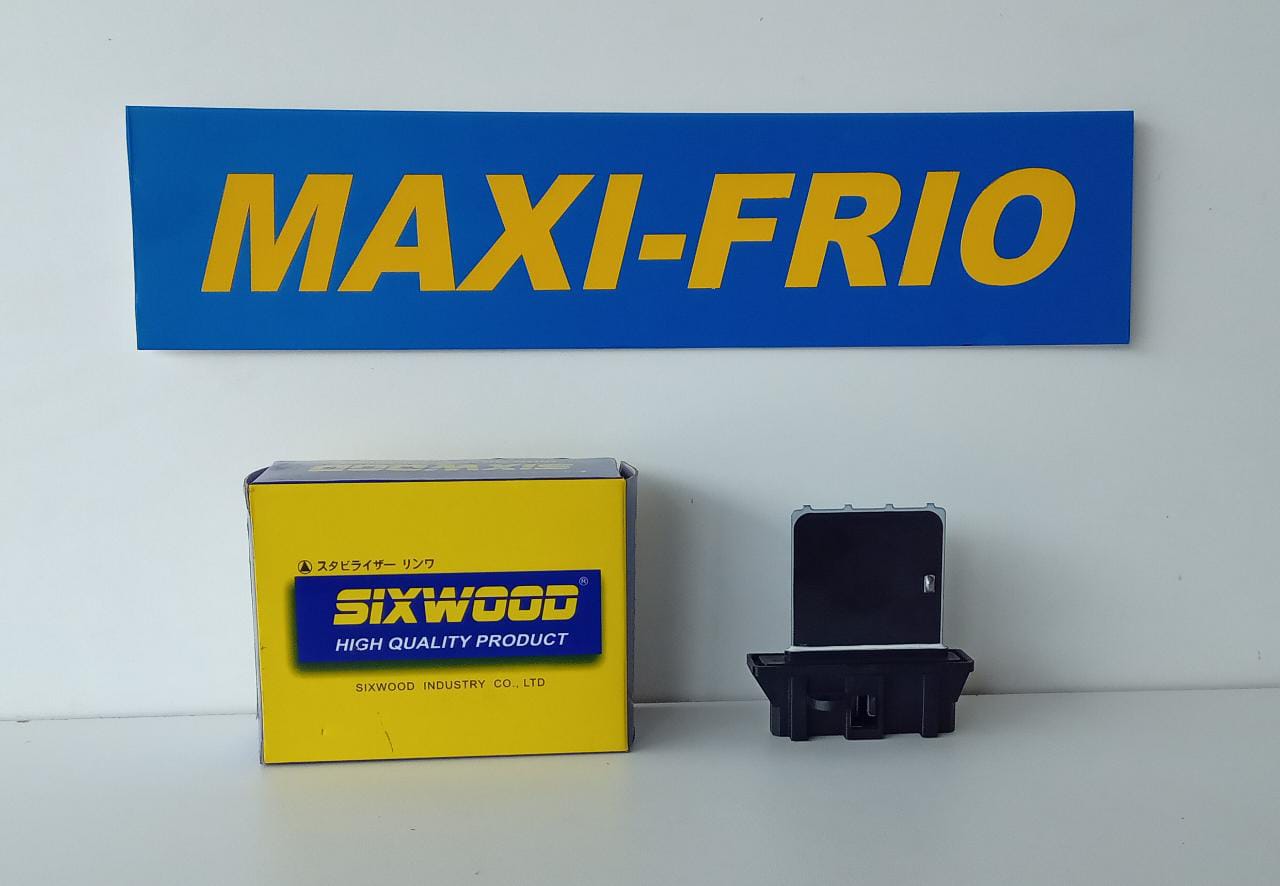 MAXI-FRIO
SIXWOOD
スタビライザー リンワ
SIXWOOD®
HIGH QUALITY PRODUCT
SIXWOOD INDUSTRY CO., LTD